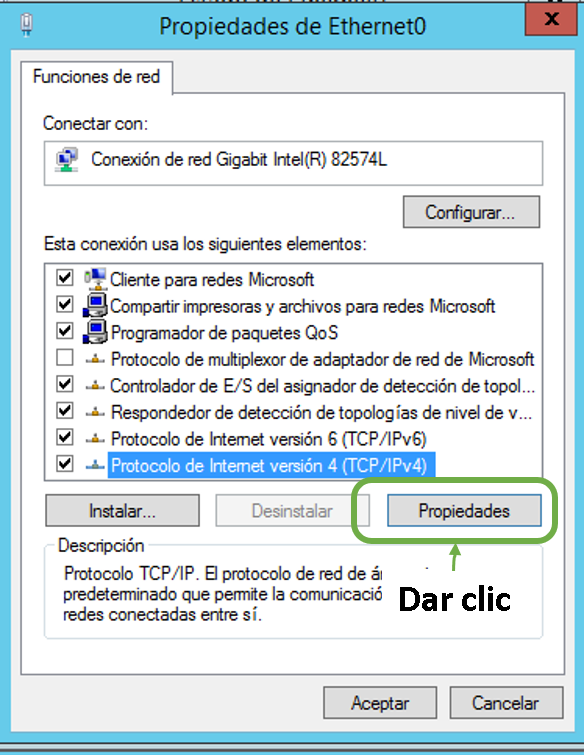 Propiedades de Ethernet0
x
Funciones de red
Conectar con:
Conexión de red Gigabit Intel(R) 82574L
Configurar...
Esta conexión usa los siguientes elementos:
Cliente para redes Microsoft
Compartir impresoras y archivos para redes Microsoft
Programador de paquetes QoS
Protocolo de multiplexor de adaptador de red de Microsoft
Controlador de E/S del asignador de detección de topol...
Respondedor de detección de topologías de nivel de v...
Protocolo de Internet versión 6 (TCP/IPv6)
Protocolo de Internet versión 4 (TCP/IPv4)
Instalar...
Desinstalar
Propiedades
Descripción
Protocolo TCP/IP. El protocolo de red de
predeterminado que permite la comunicació
redes conectadas entre sí.
Dar clic
Aceptar
Cancelar